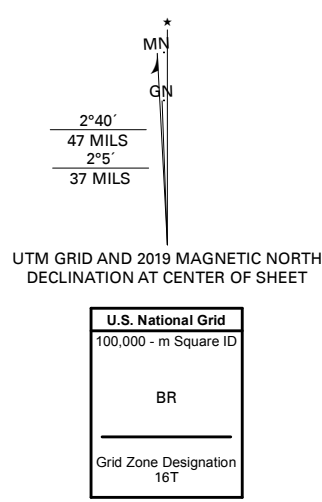 ★
MN
GN
2°40´
47 MILS
2°5´
37 MILS
UTM GRID AND 2019 MAGNETIC NORTH
DECLINATION AT CENTER OF SHEET
U.S. National Grid
100,000 - m Square ID
BR
Grid Zone Designation
16T